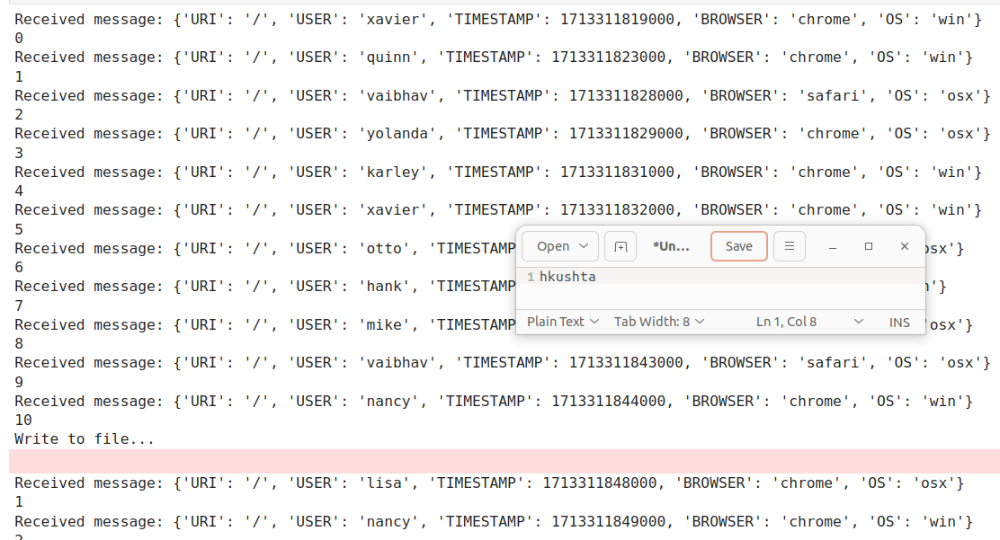 Received message: {'URI': '/', 'USER': 'xavier', 'TIMESTAMP': 1713311819000, 'BROWSER': 'chrome', 'OS': 'win'}
0
Received message: {'URI': '/', 'USER': 'quinn', 'TIMESTAMP': 1713311823000, 'BROWSER': 'chrome', 'OS': 'win'}
1
Received message: {'URI': '/', 'USER': 'vaibhav', 'TIMESTAMP': 1713311828000, 'BROWSER': 'safari', 'OS': 'osx'}
2
Received message: {'URI': '/', 'USER': 'yolanda', 'TIMESTAMP': 1713311829000, 'BROWSER': 'chrome', 'OS': 'osx'}
3
Received message: {'URI': '/', 'USER': 'karley', 'TIMESTAMP': 1713311831000, 'BROWSER': 'chrome', 'OS': 'win'}
4
Received message: {'URI': '/', 'USER': 'xavier', 'TIMESTAMP': 1713311832000, 'BROWSER': 'chrome', 'OS': 'win'}
5
Received message: {'URI': '/', 'USER': 'otto', 'TIMESTAMP osx'}
6
Received message: {'URI': '/', 'USER': 'hank', 'TIMESTAMP n'}
7
Received message: {'URI': '/', 'USER': 'mike', 'TIMESTAMP 'osx'}
8
Received message: {'URI': '/', 'USER': 'vaibhav', 'TIMESTAMP': 1713311843000, 'BROWSER': 'safari', 'OS': 'osx'}
9
Received message: {'URI': '/', 'USER': 'nancy', 'TIMESTAMP': 1713311844000, 'BROWSER': 'chrome', 'OS': 'win'}
10
Write to file...
Received message: {'URI': '/', 'USER': 'lisa', 'TIMESTAMP': 1713311848000, 'BROWSER': 'chrome', 'OS': 'osx'}
1
Received message: {'URI': '/', 'USER': 'nancy', 'TIMESTAMP': 1713311849000, 'BROWSER': 'chrome', 'OS': 'win'}
2
Open *Un... Save
1 hkushta
Plain Text Tab Width: 8 Ln 1, Col 8 INS